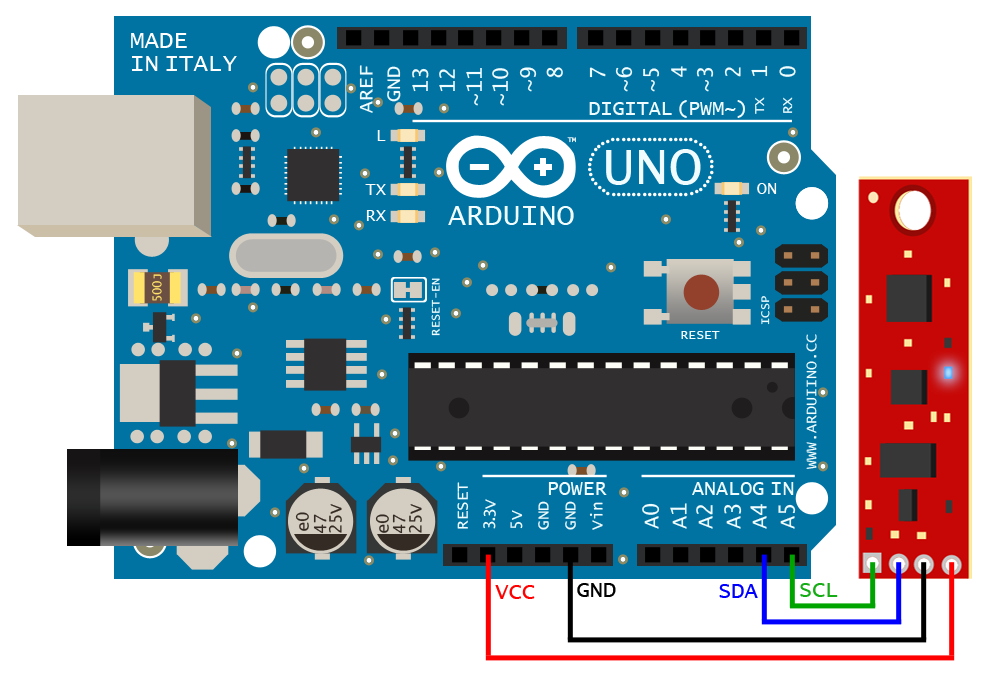 MADE
IN ITALY
AREF
GND
13
12
~11
~10
~9
8
7
~6
~5
4
~3
2
1
0
DIGITAL (PWM~)
TX
RX
L
TX
RX
ARDUINO
™
UNO
ON
500J
RESET-EN
RESET
ICSP
WWW.ARDUIINO.CC
e0
47
25V
e0
47
25V
POWER
ANALOG IN
RESET
3.3V
5V
GND
GND
Vin
A0
A1
A2
A3
A4
A5
VCC
GND
SDA
SCL